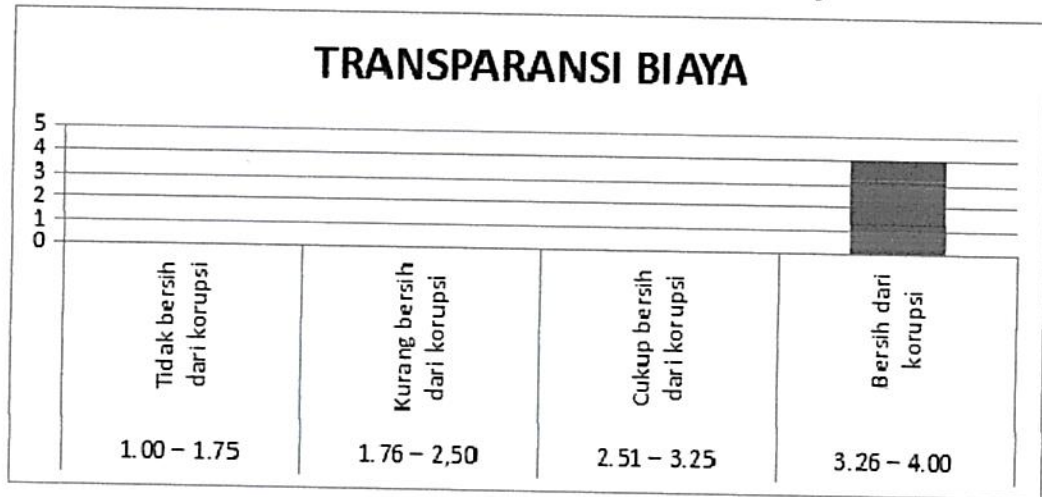 TRANSPARANSI BIAYA
5
4
3
2
1
0
Tidak bersih
dari korupsi
Kurang bersih
dari korupsi
Cukup bersih
dari korupsi
Bersih dari
korupsi
1.00 – 1.75
1.76 – 2,50
2.51 – 3.25
3.26 – 4.00